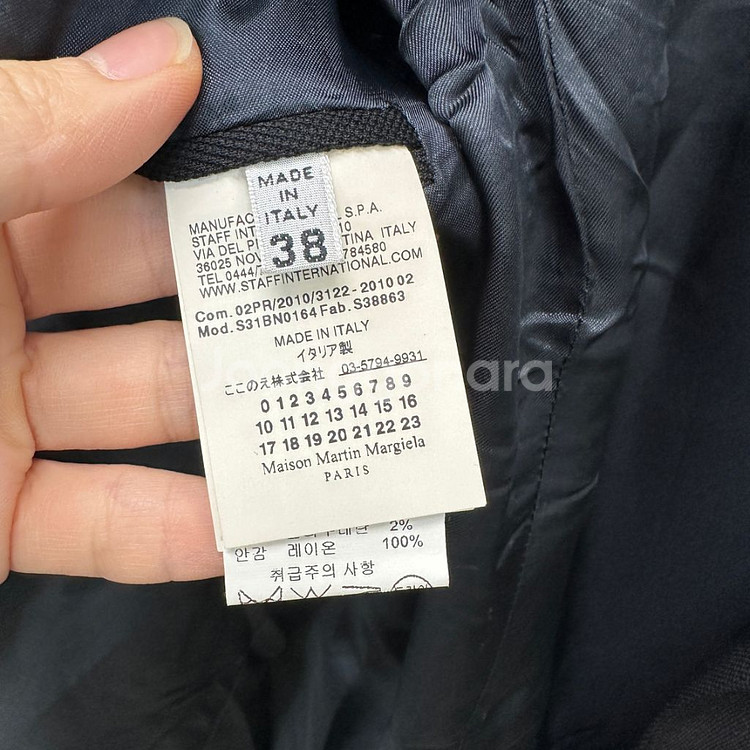 MADE
IN
ITALY
38
MANUFAC L S.P.A.
STAFF INT 10
VIA DEL P TINA ITALY
36025 NOV 784580
TEL 0444/
WWW.STAFFINTERNATIONAL.COM
Com.02PR/2010/3122-2010 02
Mod.S31BN0164 Fab.S38863
MADE IN ITALY
イタリア製
ここのえ株式会社 03-5794-9931
0 1 2 3 4 5 6 7 8 9
10 11 12 13 14 15 16
17 18 19 20 21 22 23
Maison Martin Margiela
PARIS
2%
안감 레이온 100%
취급주의 사항